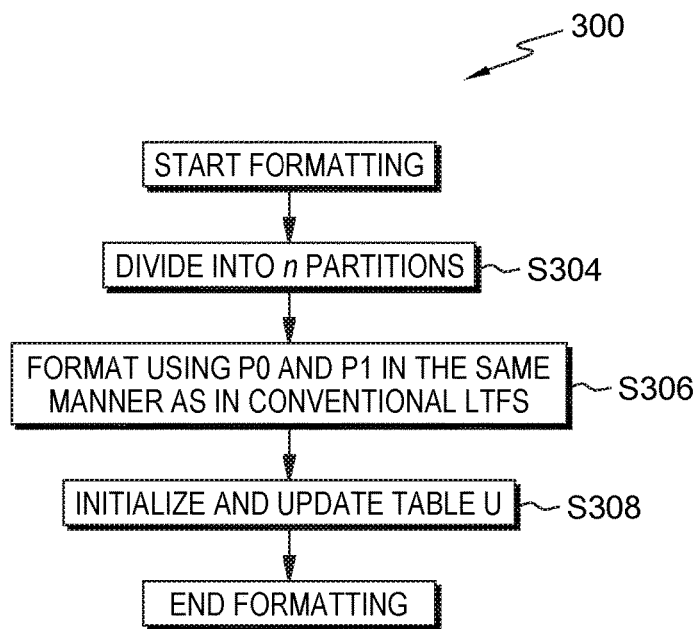 300
START FORMATTING
DIVIDE INTO n PARTITIONS
S304
FORMAT USING P0 AND P1 IN THE SAME
MANNER AS IN CONVENTIONAL LTFS
S306
INITIALIZE AND UPDATE TABLE U
S308
END FORMATTING